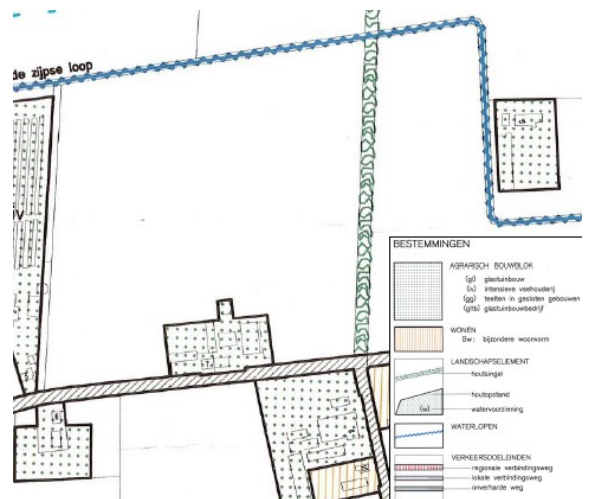 de zijpse loop
BESTEMMINGEN
AGRARISCH BOUWBLOK
(gl) glastuinbouw
(iv) intensieve veehouderij
(gg) teelten in gesloten gebouwen
(gltb) glastuinbouwbedrijf
WONEN
Bw: bijzondere woonvorm
LANDSCHAPSELEMENT
houtsingel
houtopstand
watervoorziening
WATERLOPEN
VERKEERSDOELEINDEN
regionale verbindingsweg
lokale verbindingsweg
onverharde weg